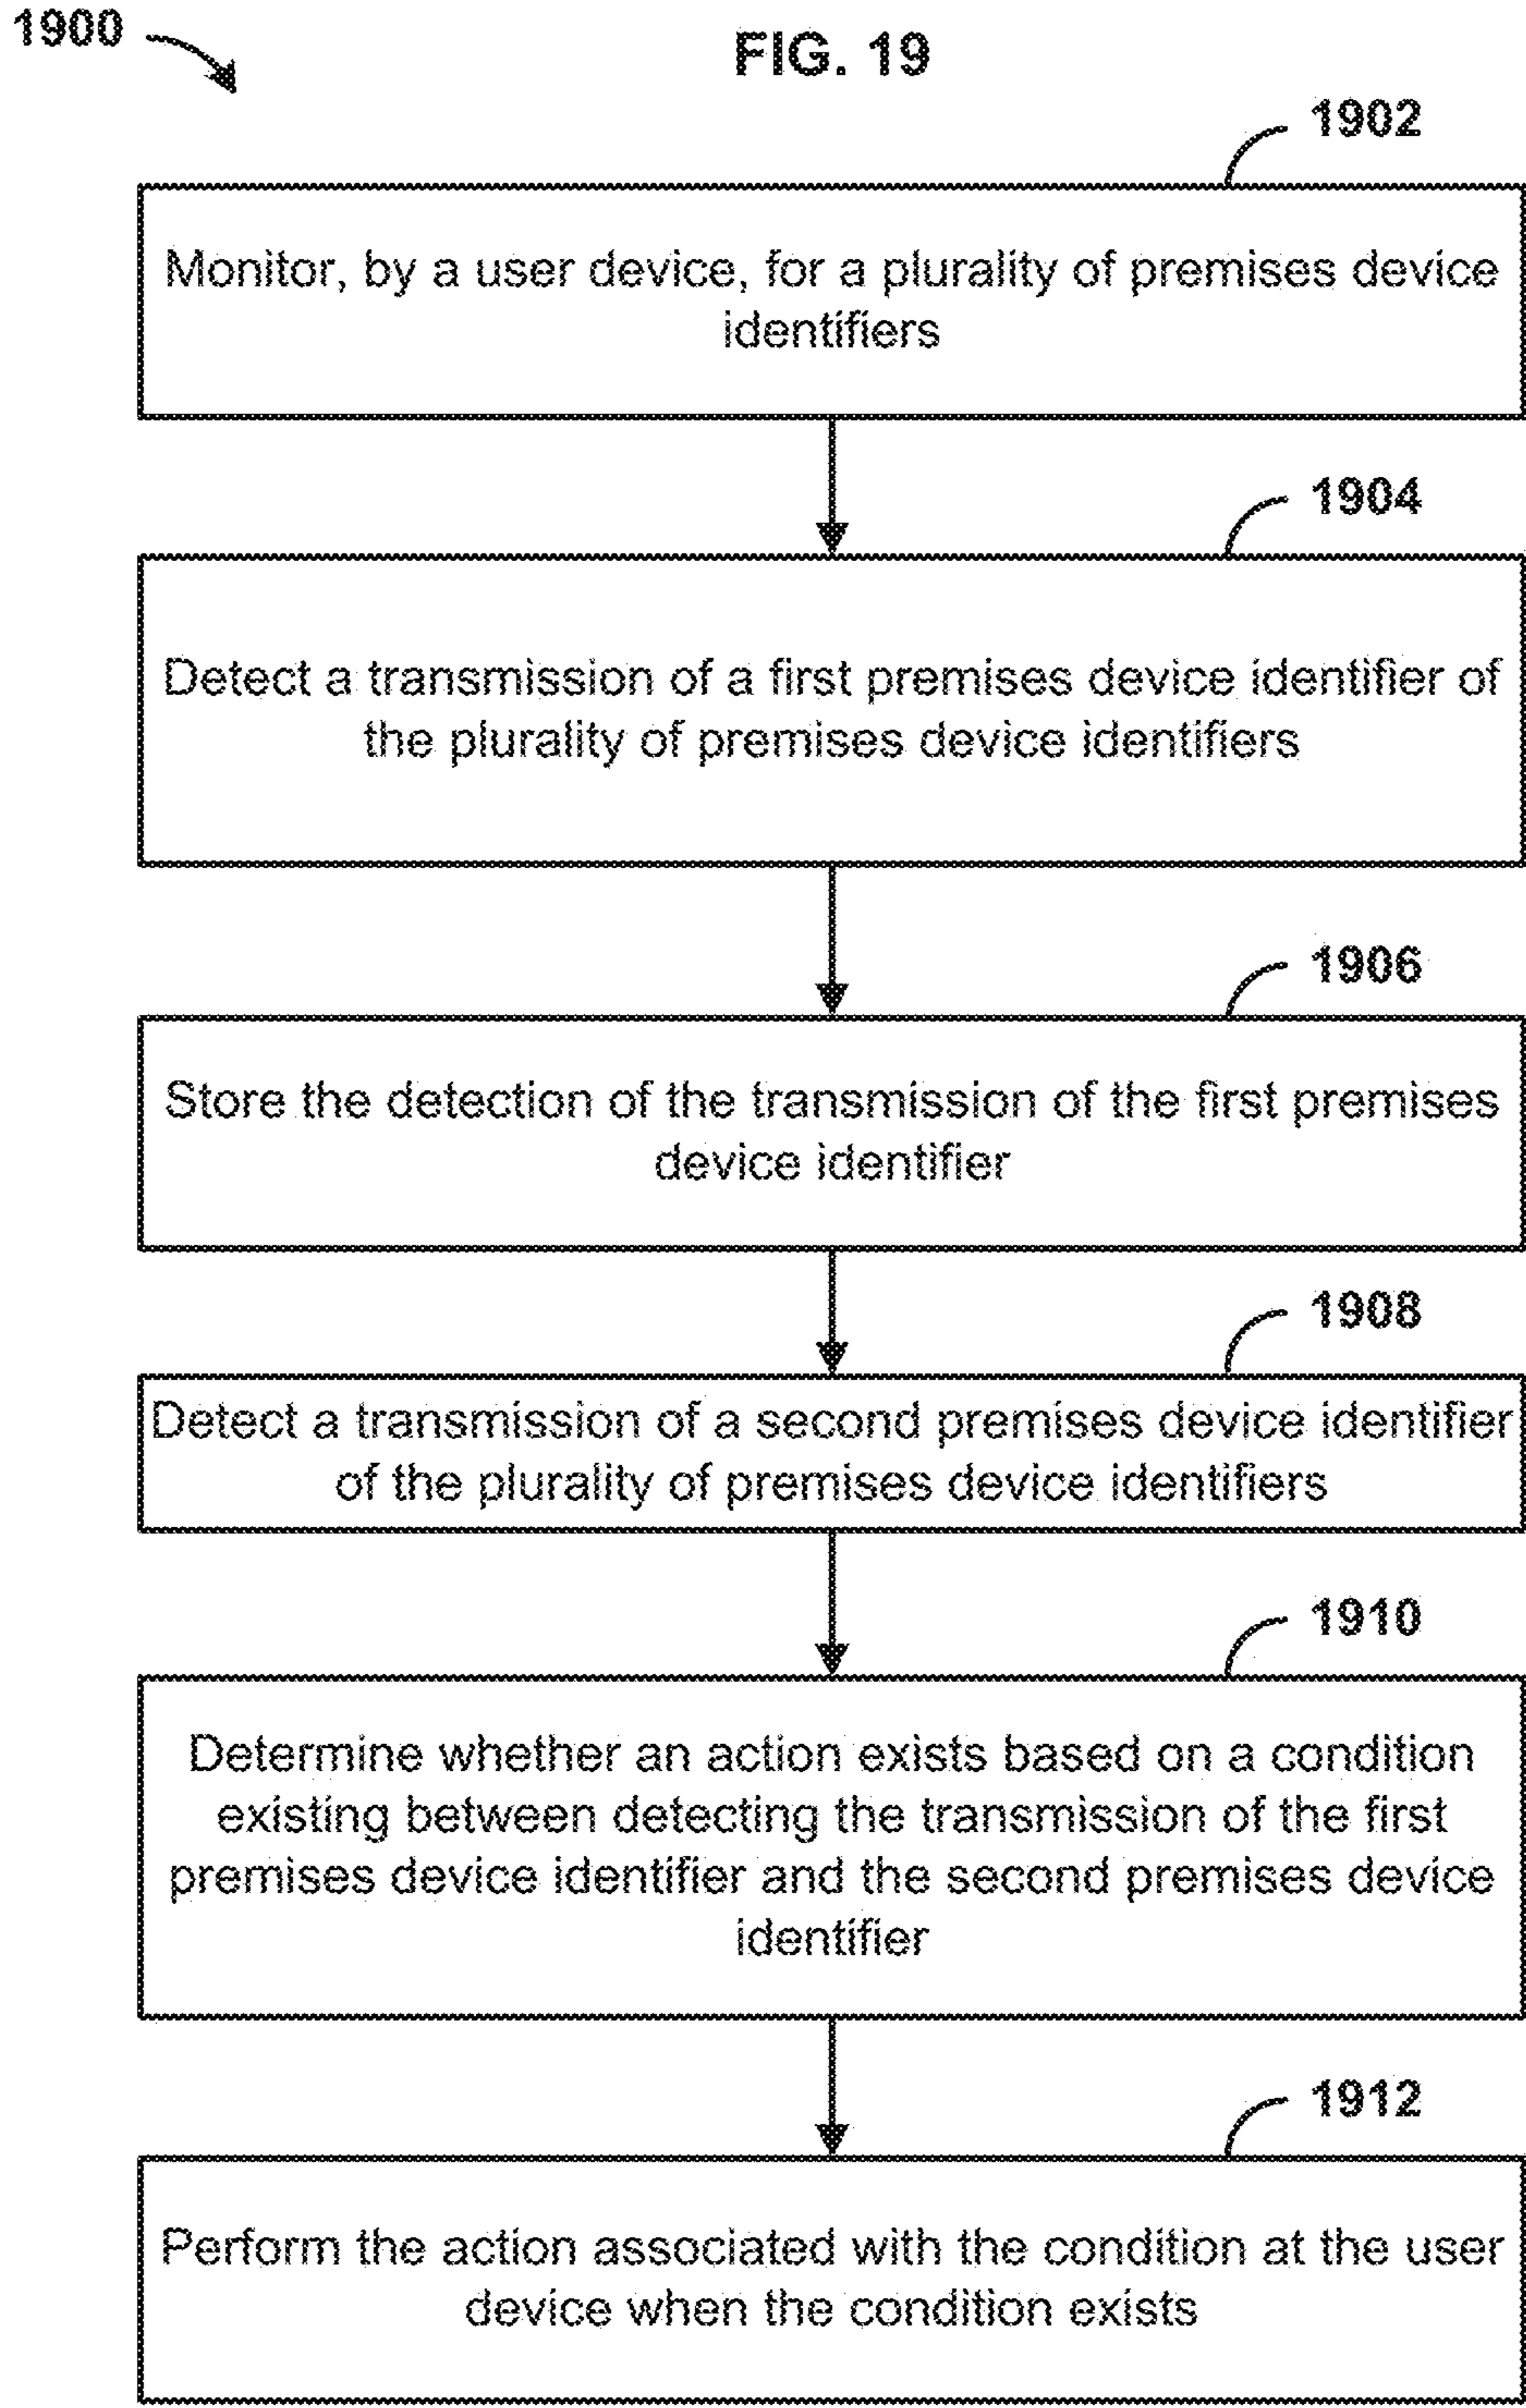 1900
FIG. 19
1902
Monitor, by a user device, for a plurality of premises device
identifiers
1904
Detect a transmission of a first premises device identifier of
the plurality of premises device identifiers
1906
Store the detection of the transmission of the first premises
device identifier
1908
Detect a transmission of a second premises device identifier
of the plurality of premises device identifiers
1910
Determine whether an action exists based on a condition
existing between detecting the transmission of the first
premises device identifier and the second premises device
identifier
1912
Perform the action associated with the condition at the user
device when the condition exists